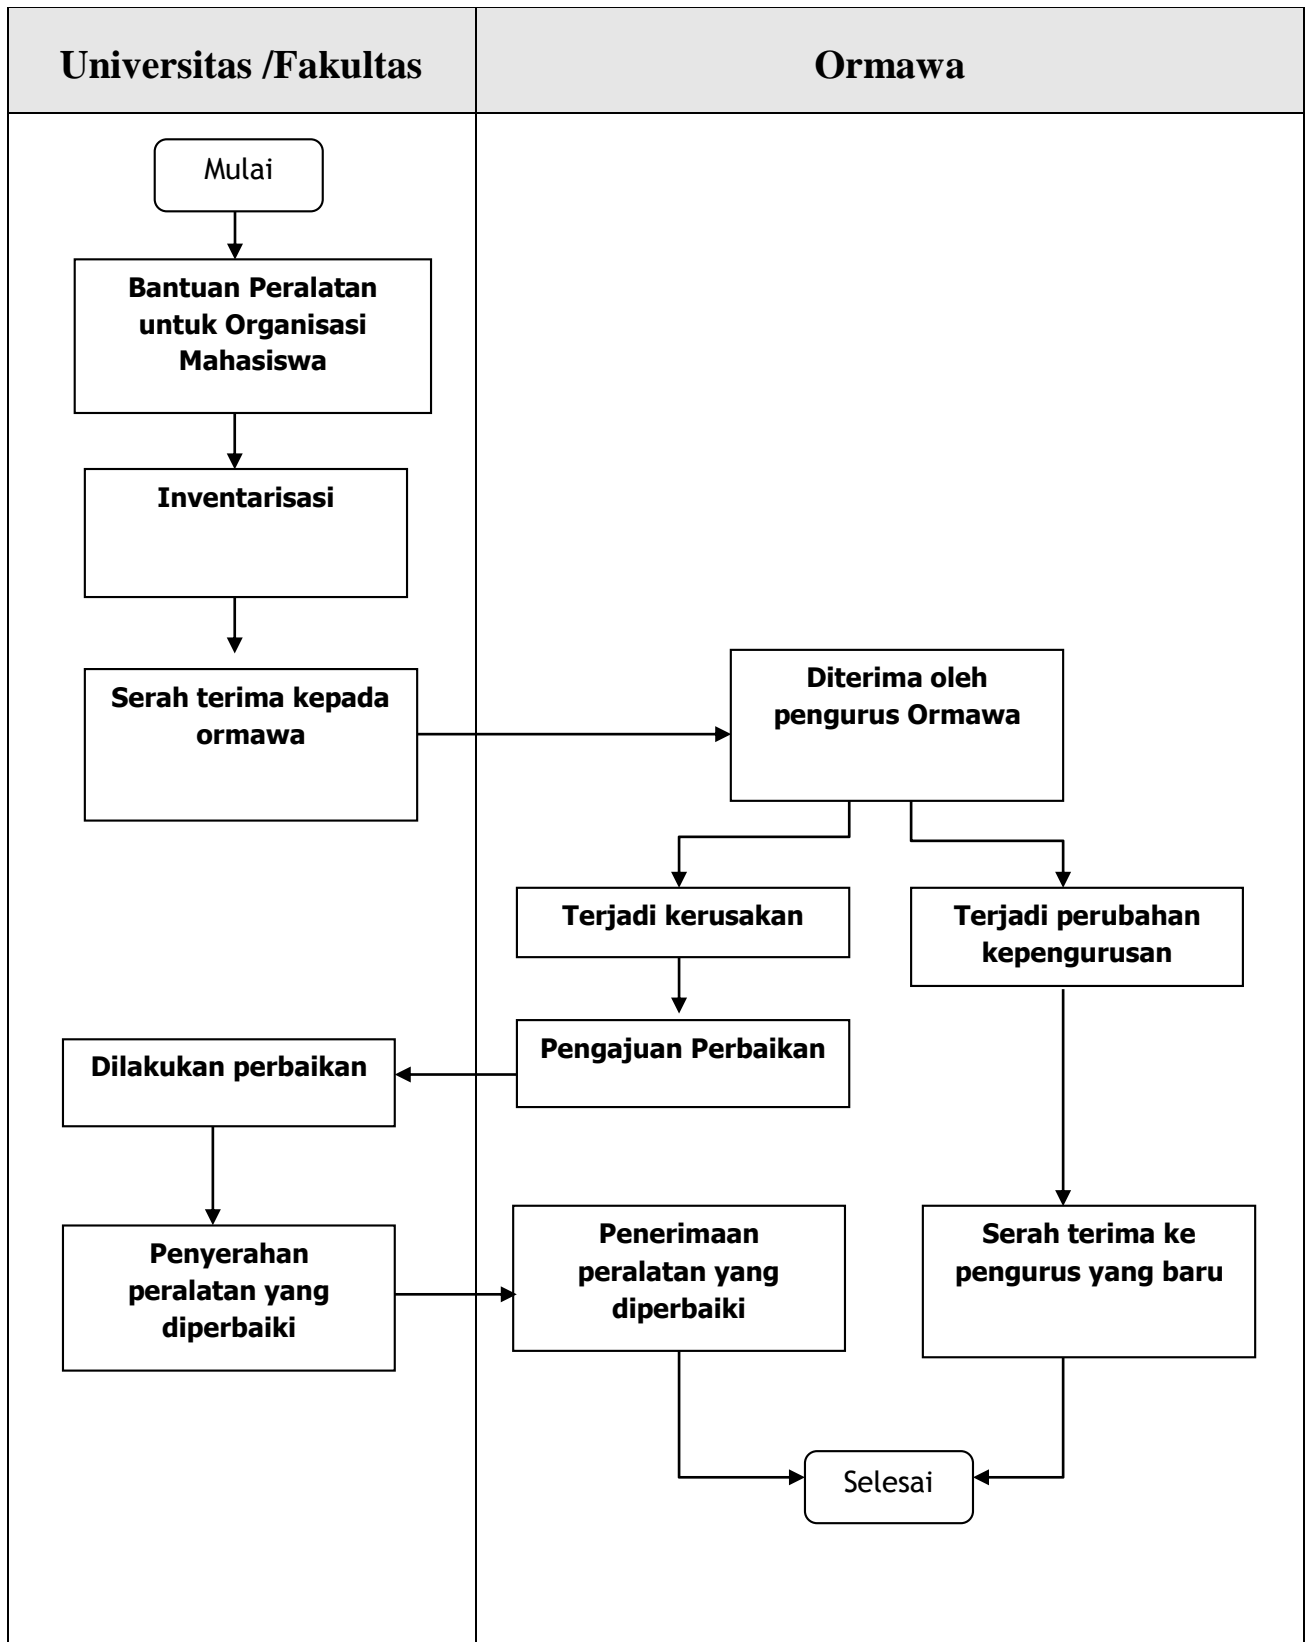 Universitas /Fakultas
Ormawa
Mulai
Bantuan Peralatan
untuk Organisasi
Mahasiswa
Inventarisasi
Serah terima kepada
ormawa
Diterima oleh
pengurus Ormawa
Terjadi kerusakan
Terjadi perubahan
kepengurusan
Pengajuan Perbaikan
Dilakukan perbaikan
Penyerahan
peralatan yang
diperbaiki
Penerimaan
peralatan yang
diperbaiki
Serah terima ke
pengurus yang baru
Selesai